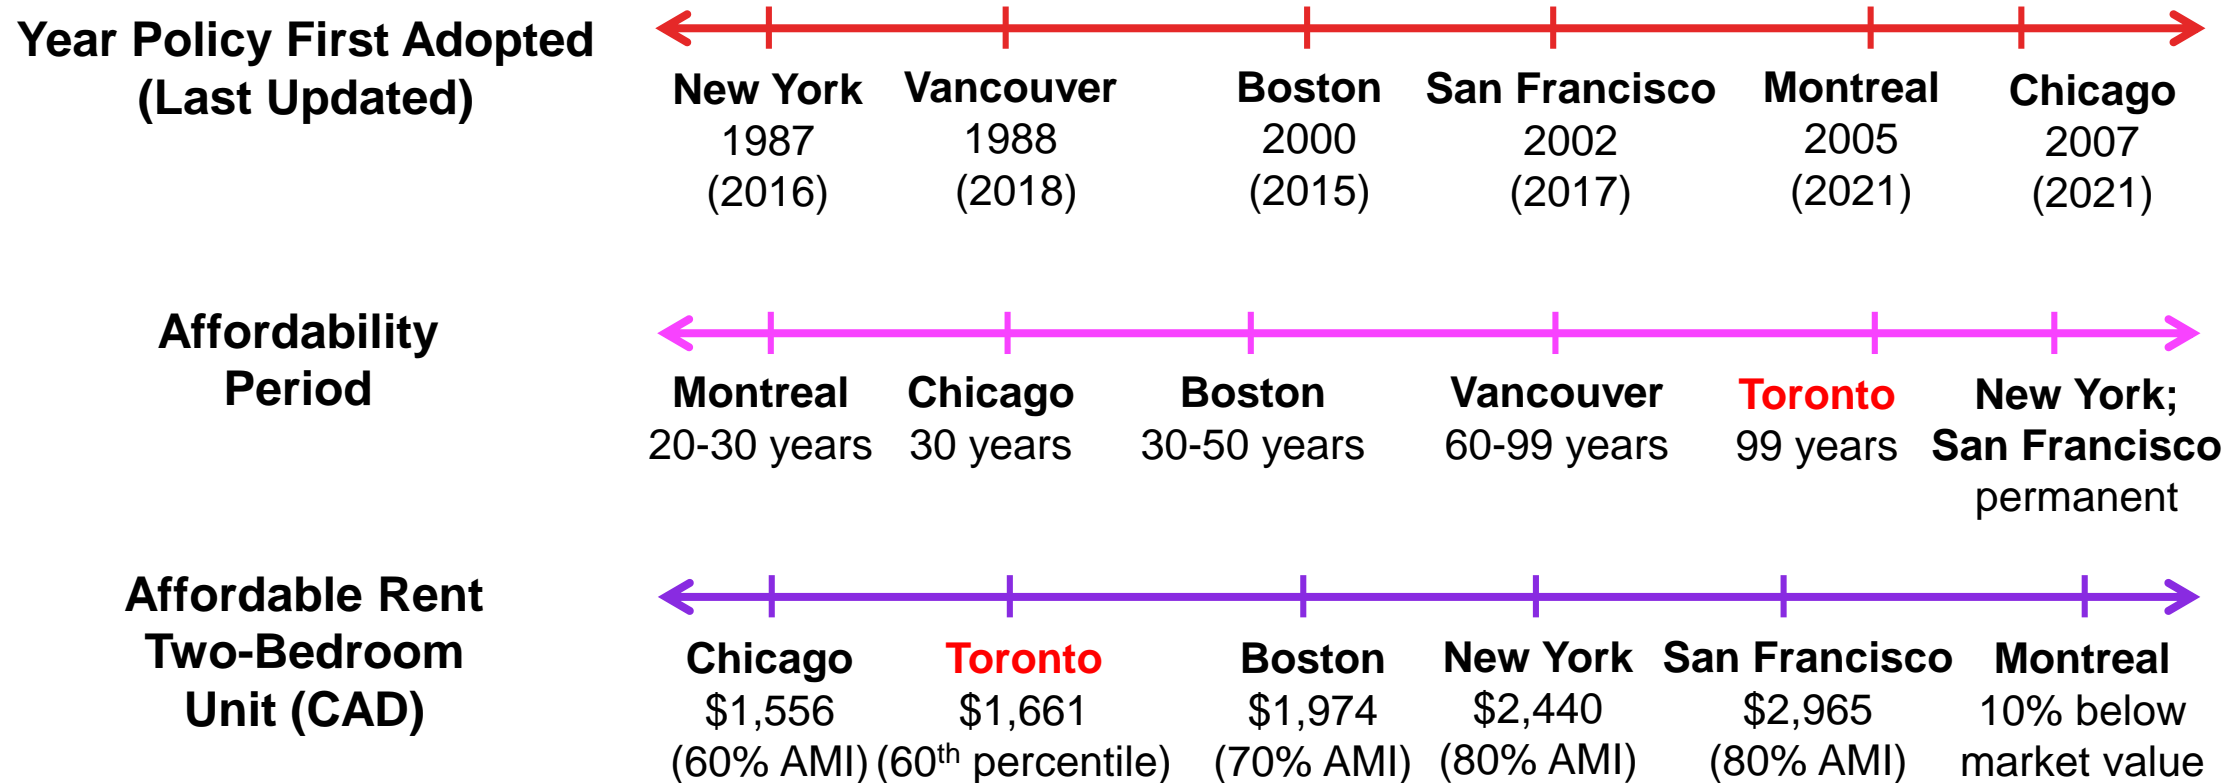 Year Policy First Adopted
(Last Updated)
New York
1987
(2016)
Vancouver
1988
(2018)
Boston
2000
(2015)
San Francisco
2002
(2017)
Montreal
2005
(2021)
Chicago
2007
(2021)
Affordability
Period
Montreal
20-30 years
Chicago
30 years
Boston
30-50 years
Vancouver
60-99 years
Toronto
99 years
New York;
San Francisco
permanent
Affordable Rent
Two-Bedroom
Unit (CAD)
Chicago
$1,556
(60% AMI)
Toronto
$1,661
(60th percentile)
Boston
$1,974
(70% AMI)
New York
$2,440
(80% AMI)
San Francisco
$2,965
(80% AMI)
Montreal
10% below
market value